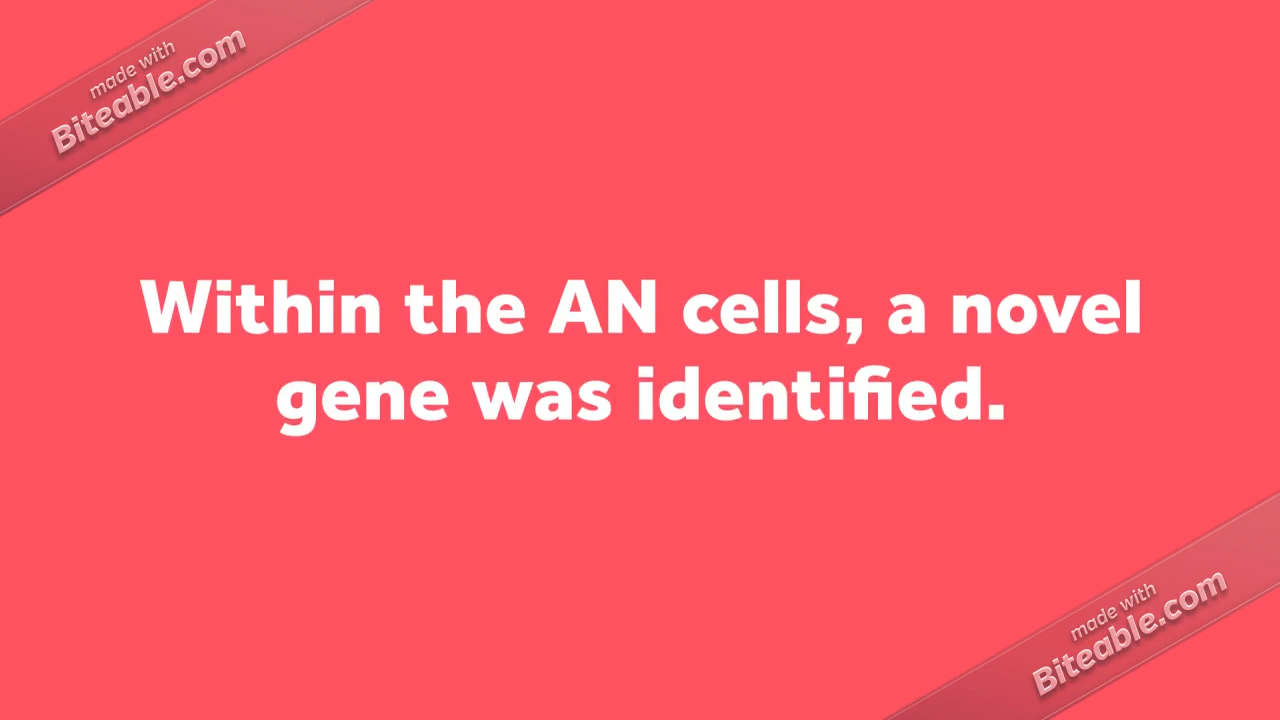 made with
Biteable.com
Within the AN cells, a novel
gene was identified.
made with
Biteable.com